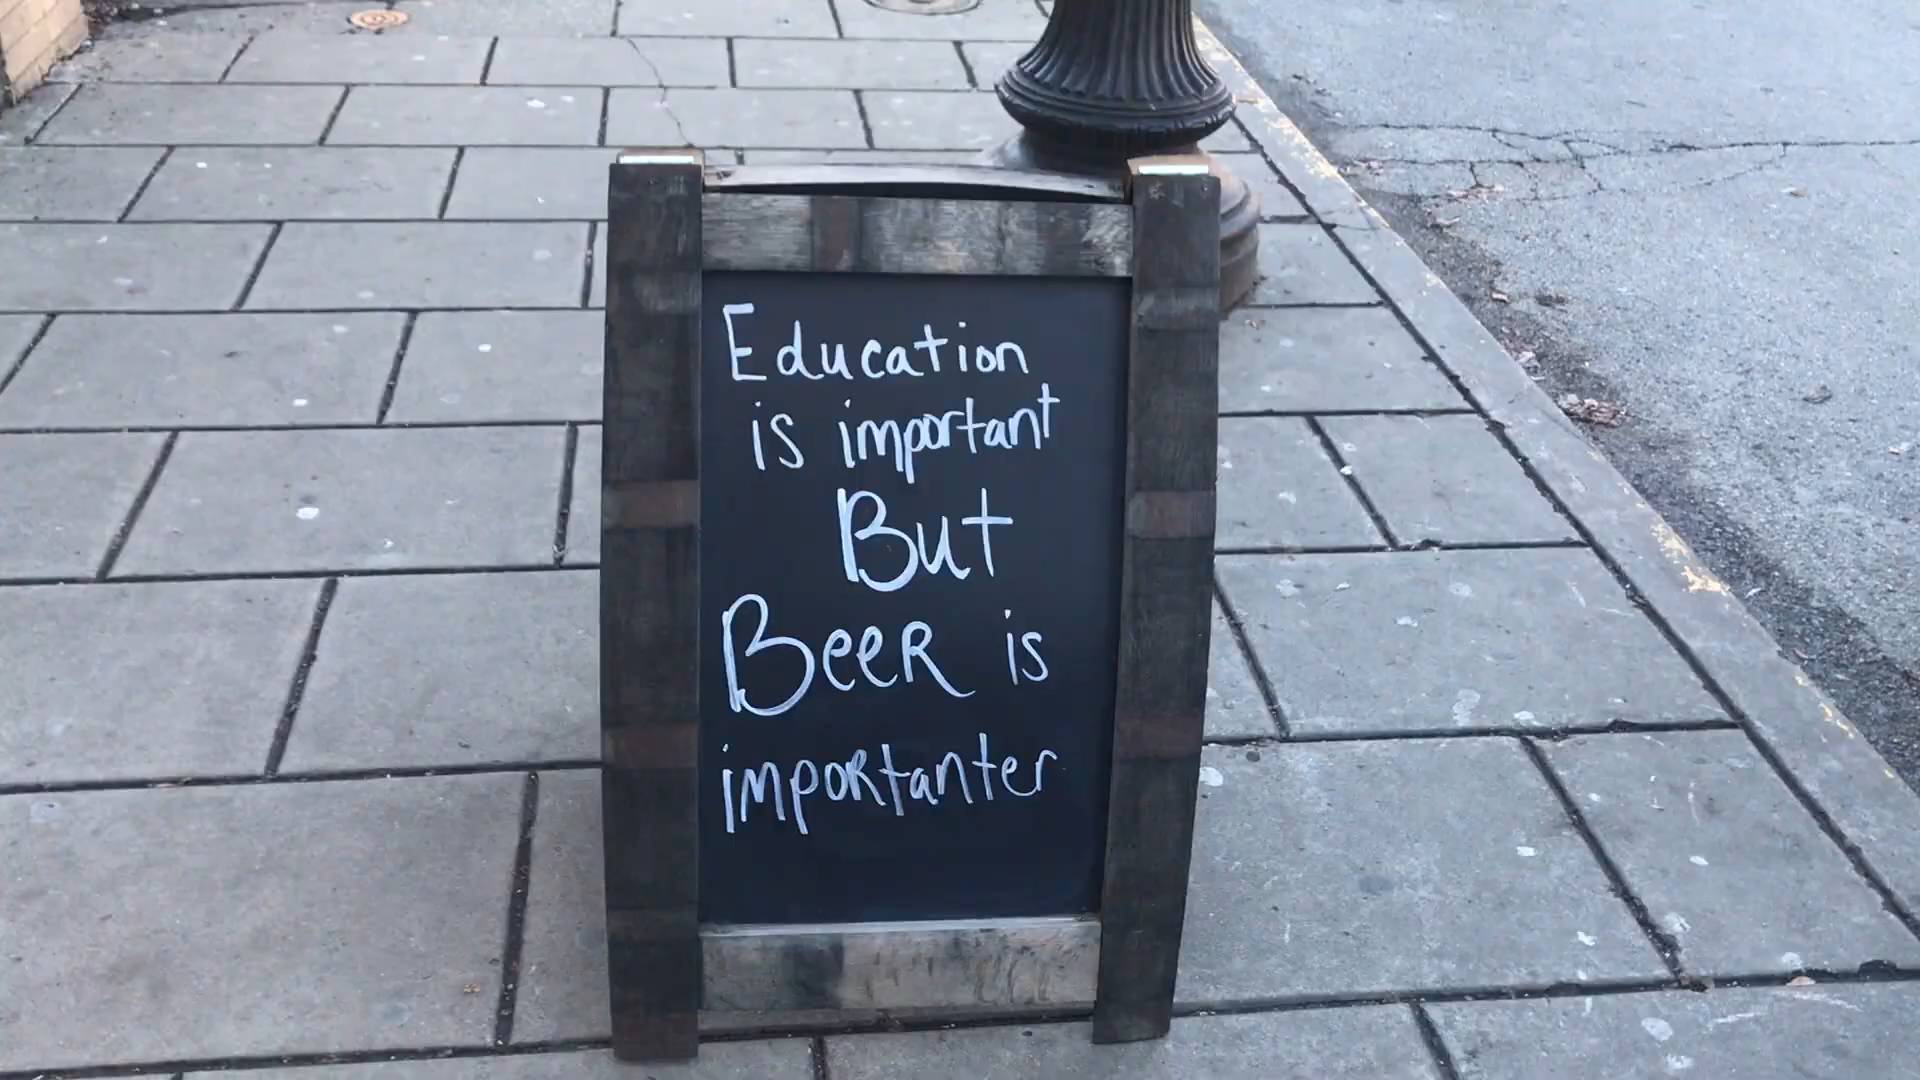 Education
is important
But
BeeR is
impoRtanter